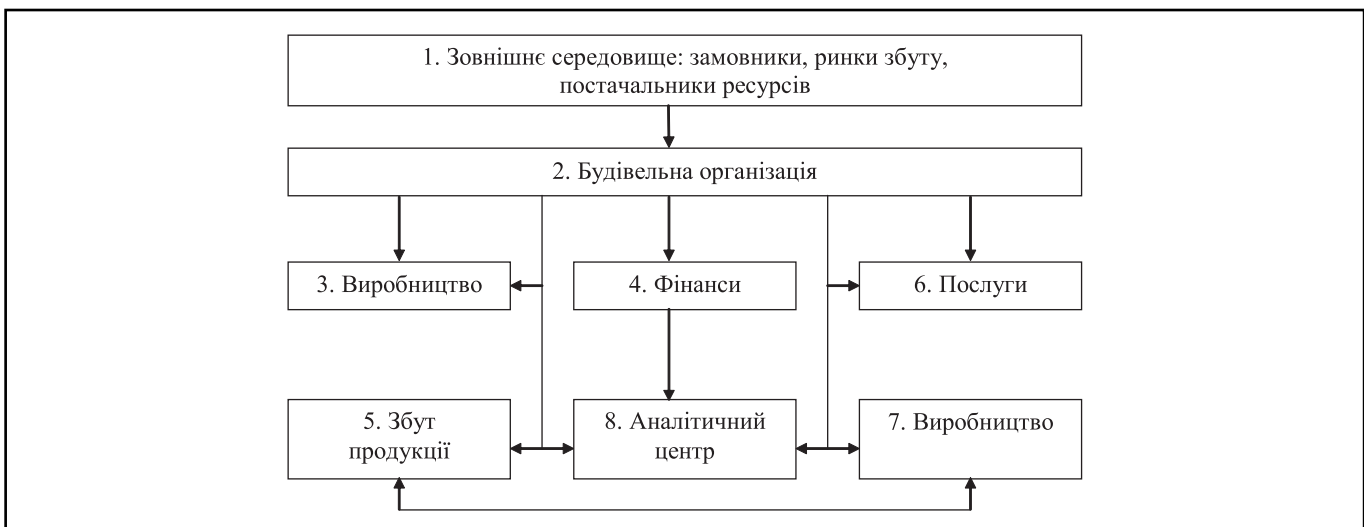 1. Зовнішнє середовище: замовники, ринки збуту,
постачальники ресурсів
2. Будівельна організація
3. Виробництво
4. Фінанси
6. Послуги
5. Збут
продукції
8. Аналітичний
центр
7. Виробництво